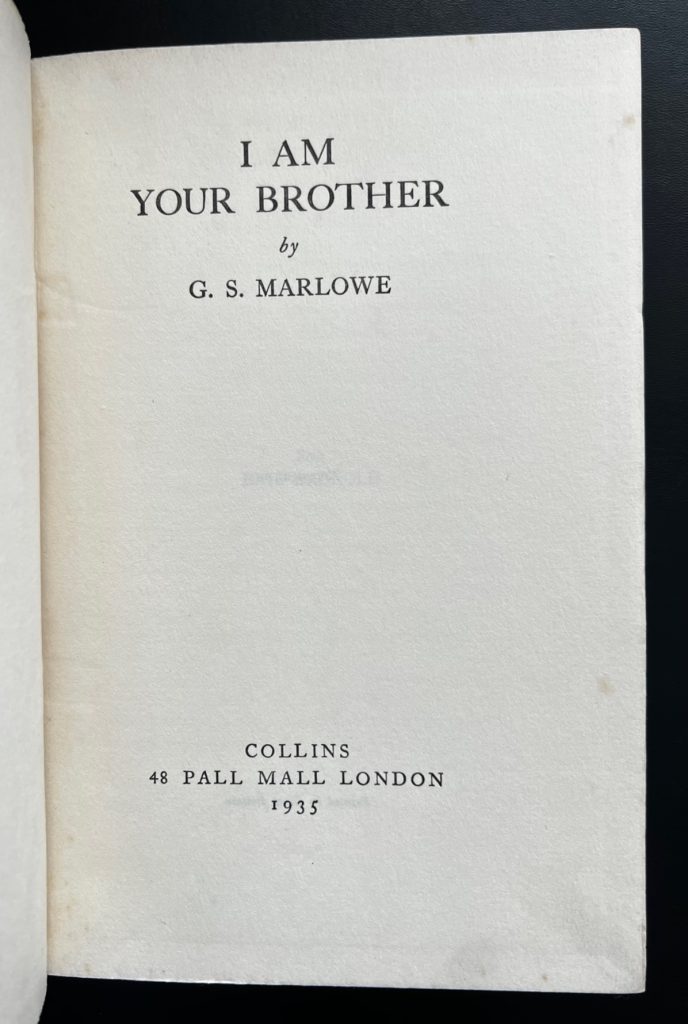 I AM
YOUR BROTHER
by
G. S. MARLOWE
COLLINS
48 PALL MALL LONDON
1935